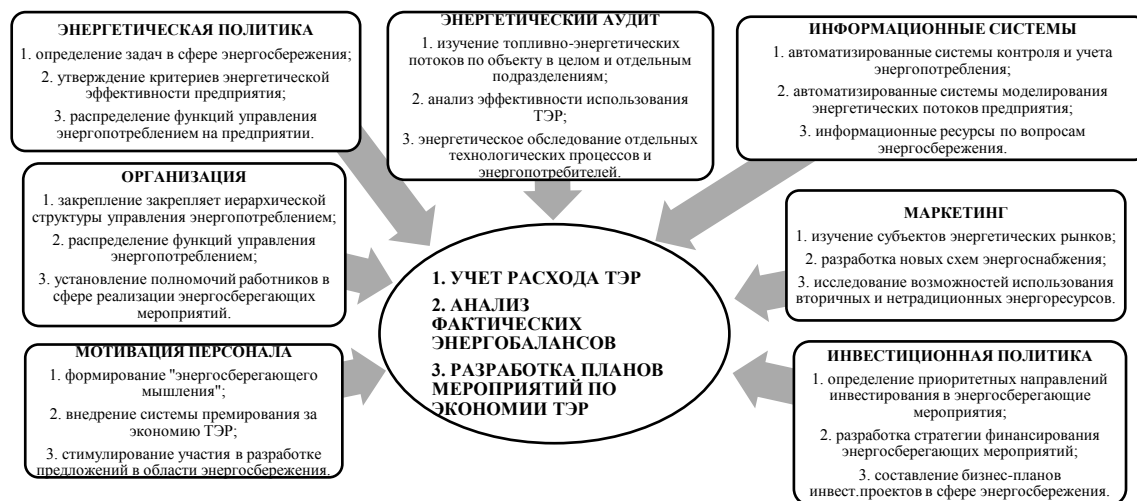 ЭНЕРГЕТИЧЕСКАЯ ПОЛИТИКА
1. определение задач в сфере энергосбережения;
2. утверждение критериев энергетической
эффективности предприятия;
3. распределение функций управления
энергопотреблением на предприятии.
ЭНЕРГЕТИЧЕСКИЙ АУДИТ
1. изучение топливно-энергетических
потоков по объекту в целом и отдельным
подразделениям;
2. анализ эффективности использования
ТЭР;
3. энергетическое обследование отдельных
технологических процессов и
энергопотребителей.
ИНФОРМАЦИОННЫЕ СИСТЕМЫ
1. автоматизированные системы контроля и учета
энергопотребления;
2. автоматизированные системы моделирования
энергетических потоков предприятия;
3. информационные ресурсы по вопросам
энергосбережения.
ОРГАНИЗАЦИЯ
1. закрепление закрепляет иерархической
структуры управления энергопотреблением;
2. распределение функций управления
энергопотреблением;
3. установление полномочий работников в
сфере реализации энергосберегающих
мероприятий.
МАРКЕТИНГ
1. изучение субъектов энергетических рынков;
2. разработка новых схем энергоснабжения;
3. исследование возможностей использования
вторичных и нетрадиционных энергоресурсов.
1. УЧЕТ РАСХОДА ТЭР
2. АНАЛИЗ
ФАКТИЧЕСКИХ
ЭНЕРГОБАЛАНСОВ
3. РАЗРАБОТКА ПЛАНОВ
МЕРОПРИЯТИЙ ПО
ЭКОНОМИИ ТЭР
МОТИВАЦИЯ ПЕРСОНАЛА
1. формирование "энергосберегающего
мышления";
2. внедрение системы премирования за
экономию ТЭР;
3. стимулирование участия в разработке
предложений в области энергосбережения.
ИНВЕСТИЦИОННАЯ ПОЛИТИКА
1. определение приоритетных направлений
инвестирования в энергосберегающие
мероприятия;
2. разработка стратегии финансирования
энергосберегающих мероприятий;
3. составление бизнес-планов
инвест.проектов в сфере энергосбережения.